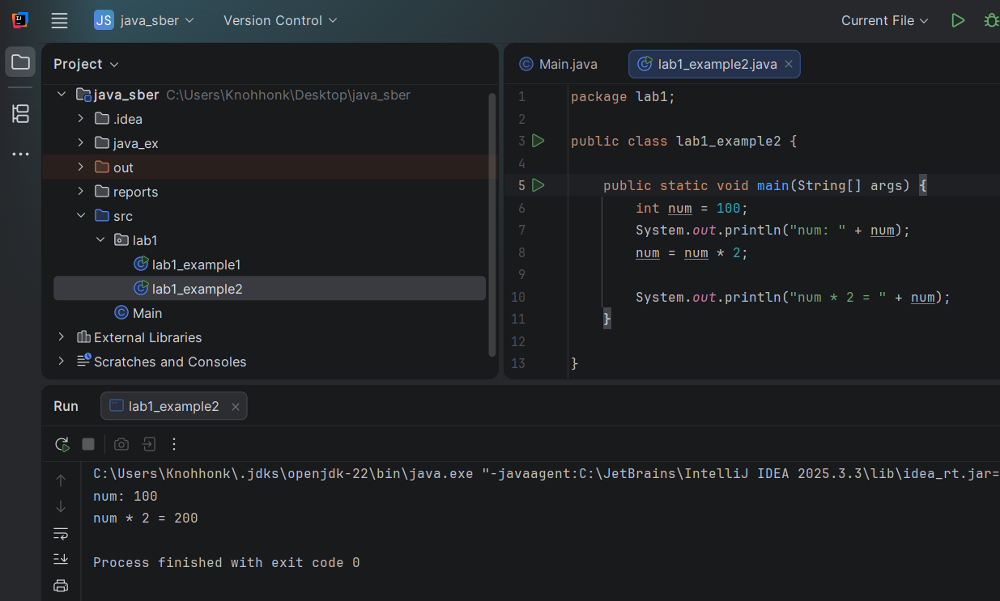 JS java_sber Version Control Current File
Project
java_sber C:\Users\Knohhonk\Desktop\java_sber
.idea
java_ex
out
reports
src
lab1
lab1_example1
lab1_example2
Main
External Libraries
Scratches and Consoles
Main.java lab1_example2.java
1 package lab1;
2
3 public class lab1_example2 {
4
5 public static void main(String[] args) {
6 int num = 100;
7 System.out.println("num: " + num);
8 num = num * 2;
9
10 System.out.println("num * 2 = " + num);
11 }
12
13 }
Run lab1_example2
C:\Users\Knohhonk\.jdks\openjdk-22\bin\java.exe "-javaagent:C:\JetBrains\IntelliJ IDEA 2025.3.3\lib\idea_rt.jar=
num: 100
num * 2 = 200
Process finished with exit code 0